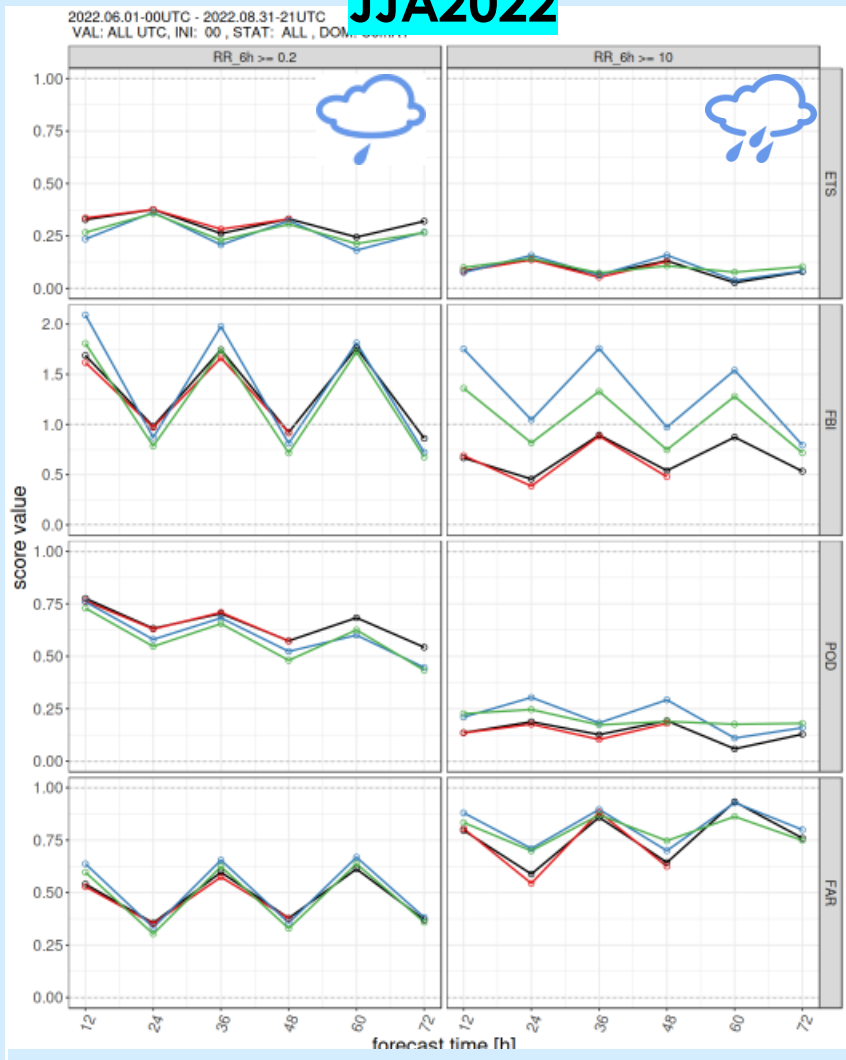 JJA2022
2022.06.01-00UTC - 2022.08.31-21UTC
VAL: ALL UTC, INI: 00 , STAT: ALL , DOM:
RR_6h >= 0.2
RR_6h >= 10
1.00
0.75
0.50
0.25
0.00
ETS
2.0
1.5
1.0
0.5
0.0
FBI
score value
1.00
0.75
0.50
0.25
0.00
POD
1.00
0.75
0.50
0.25
0.00
FAR
12
24
36
48
60
72
12
24
36
48
60
72
forecast time [h]